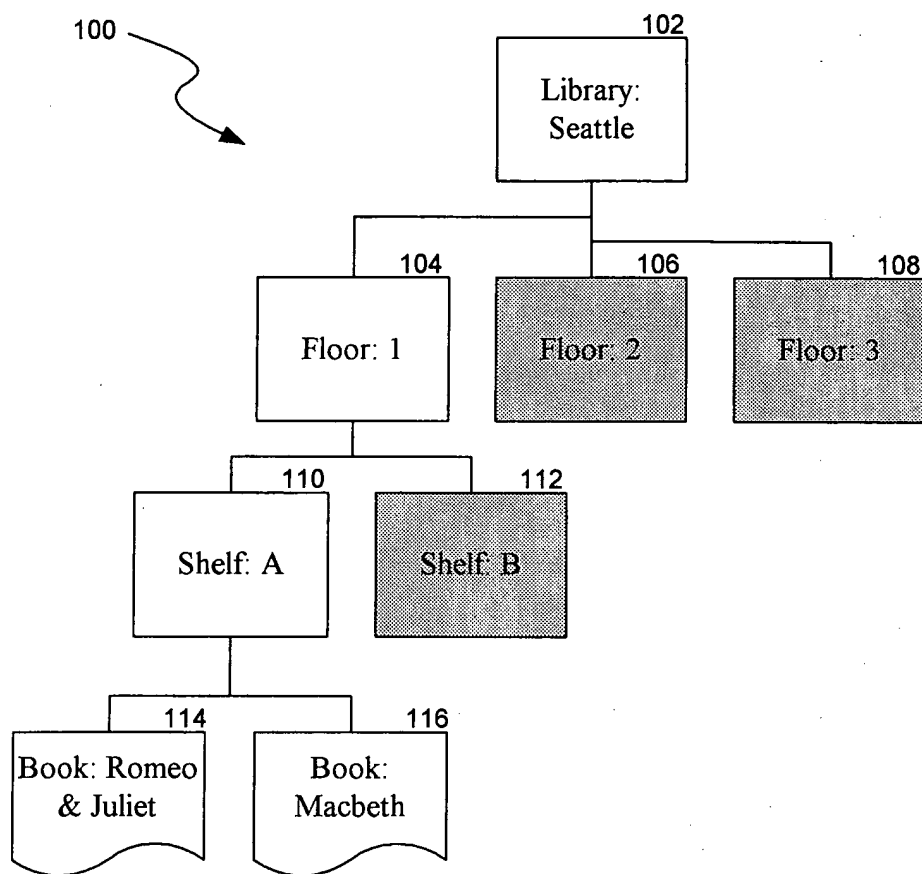 100
102
Library:
Seattle
104
106
108
Floor: 1
Floor: 2
Floor: 3
110
112
Shelf: A
Shelf: B
114
116
Book: Romeo
& Juliet
Book:
Macbeth